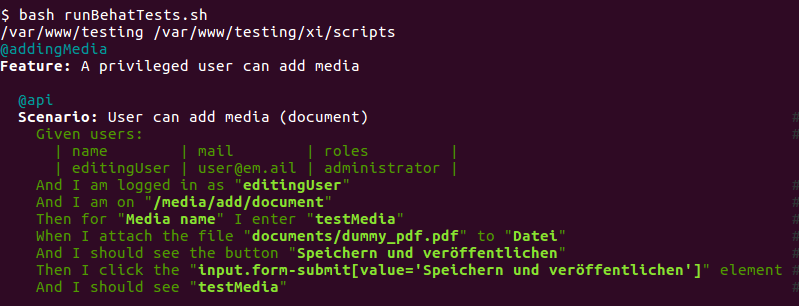 $ bash runBehatTests.sh
/var/www/testing /var/www/testing/xi/scripts
@addingMedia
Feature: A privileged user can add media
@api
Scenario: User can add media (document) #
Given users: #
| name | mail | roles |
| editingUser | user@em.ail | administrator |
And I am logged in as "editingUser" #
And I am on "/media/add/document" #
Then for "Media name" I enter "testMedia" #
When I attach the file "documents/dummy_pdf.pdf" to "Datei" #
And I should see the button "Speichern und veröffentlichen" #
Then I click the "input.form-submit[value='Speichern und veröffentlichen']" element #
And I should see "testMedia" #